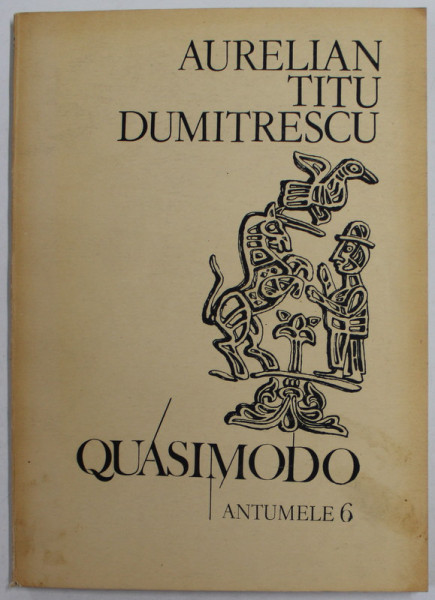 AURELIAN
TITU
DUMITRESCU
QUASIMODO
ANTUMELE 6